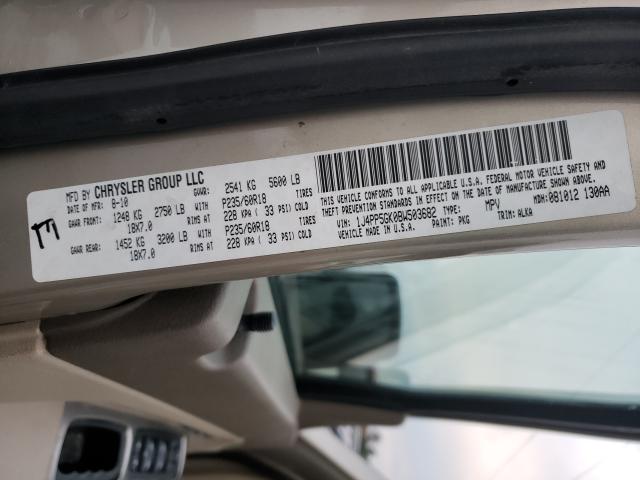 MFD BY CHRYSLER GROUP LLC
DATE OF MFR: 8-10 GVWR: 2541 KG 5600 LB
GAWR FRONT: 1248 KG 2750 LB WITH P235/60R18 TIRES
18X7.0 RIMS AT 228 KPA ( 33 PSI) COLD
GAWR REAR: 1452 KG 3200 LB WITH P235/60R18 TIRES
18X7.0 RIMS AT 228 KPA ( 33 PSI) COLD
THIS VEHICLE CONFORMS TO ALL APPLICABLE U.S.A. FEDERAL MOTOR VEHICLE SAFETY AND
THEFT PREVENTION STANDARDS IN EFFECT ON THE DATE OF MANUFACTURE SHOWN ABOVE.
VIN: 1J4PP5GK0BW503682 TYPE: MPV MDH: 081012 130AA
VEHICLE MADE IN U.S.A. PAINT: PKG TRIM: ALKA